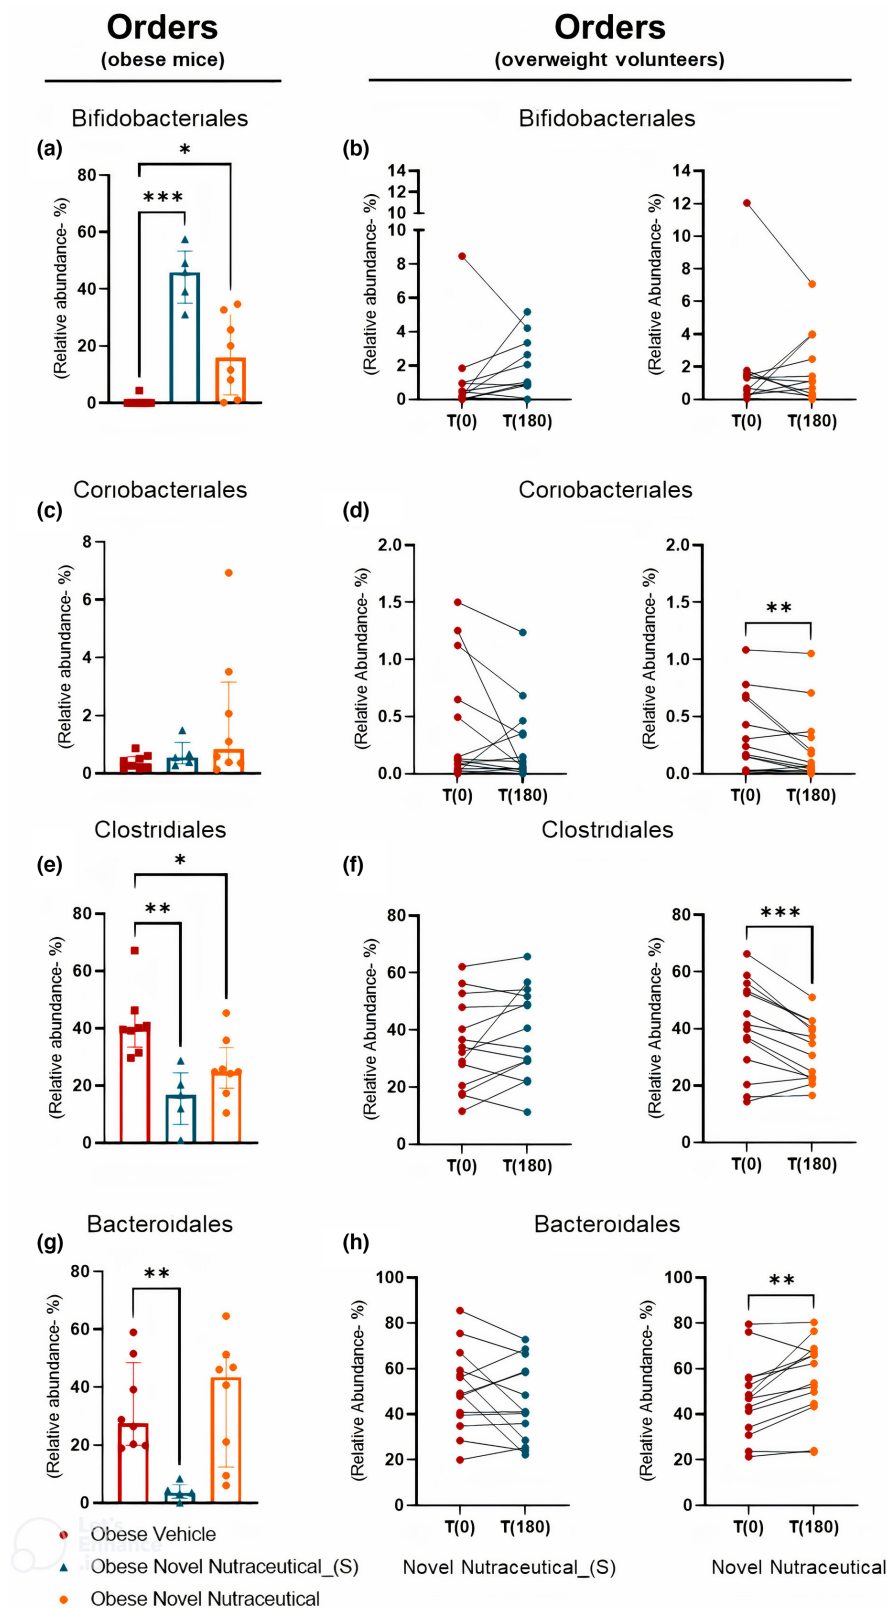 Orders
(obese mice)
Orders
(overweight volunteers)
Bifidobacteriales
Bifidobacteriales
(a)
*
***
80
60
40
20
0
(Relative abundance- %)
(b)
14
12
10
10
8
6
4
2
0
(Relative abundance- %)
T(0) T(180)
14
12
10
8
6
4
2
0
(Relative Abundance- %)
T(0) T(180)
Coriobacteriales
Coriobacteriales
(c)
8
6
4
2
0
(Relative abundance- %)
(d)
2.0
1.5
1.0
0.5
0.0
(Relative Abundance- %)
T(0) T(180)
**
2.0
1.5
1.0
0.5
0.0
(Relative Abundance- %)
T(0) T(180)
Clostridiales
Clostridiales
(e)
*
**
80
60
40
20
0
(Relative abundance- %)
(f)
80
60
40
20
0
(Relative Abundance- %)
T(0) T(180)
***
80
60
40
20
0
(Relative Abundance- %)
T(0) T(180)
Bacteroidales
Bacteroidales
(g)
**
80
60
40
20
0
(Relative abundance- %)
(h)
100
80
60
40
20
0
(Relative Abundance- %)
T(0) T(180)
**
100
80
60
40
20
0
(Relative Abundance- %)
T(0) T(180)
Novel Nutraceutical_(S)
Novel Nutraceutical
Obese Vehicle
Obese Novel Nutraceutical_(S)
Obese Novel Nutraceutical
Let's
Enhance
.io